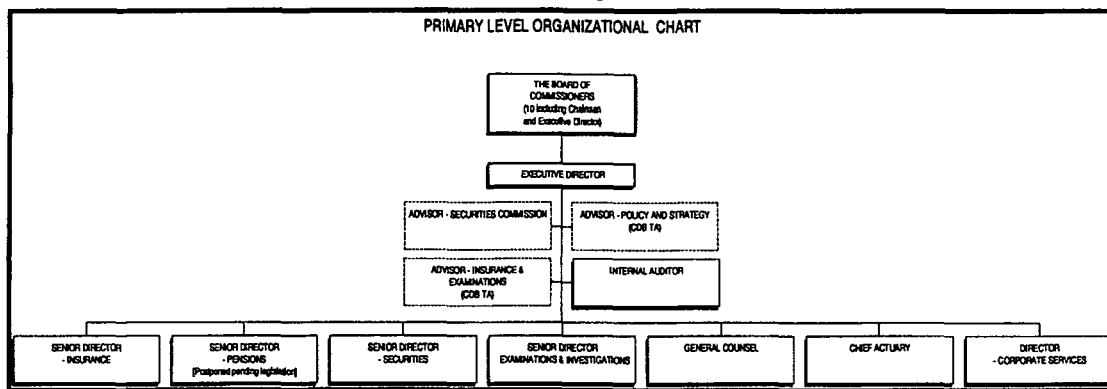 PRIMARY LEVEL ORGANIZATIONAL CHART
THE BOARD OF
COMMISSIONERS
(10 including Chairman
and Executive Director)
EXECUTIVE DIRECTOR
ADVISOR - SECURITIES COMMISSION
ADVISOR - POLICY AND STRATEGY
(CDB TA)
ADVISOR - INSURANCE &
EXAMINATIONS
(CDB TA)
INTERNAL AUDITOR
SENIOR DIRECTOR
- INSURANCE
SENIOR DIRECTOR
- PENSIONS
[Postponed pending legislation]
SENIOR DIRECTOR
- SECURITIES
SENIOR DIRECTOR
EXAMINATIONS & INVESTIGATIONS
GENERAL COUNSEL
CHIEF ACTUARY
DIRECTOR
- CORPORATE SERVICES